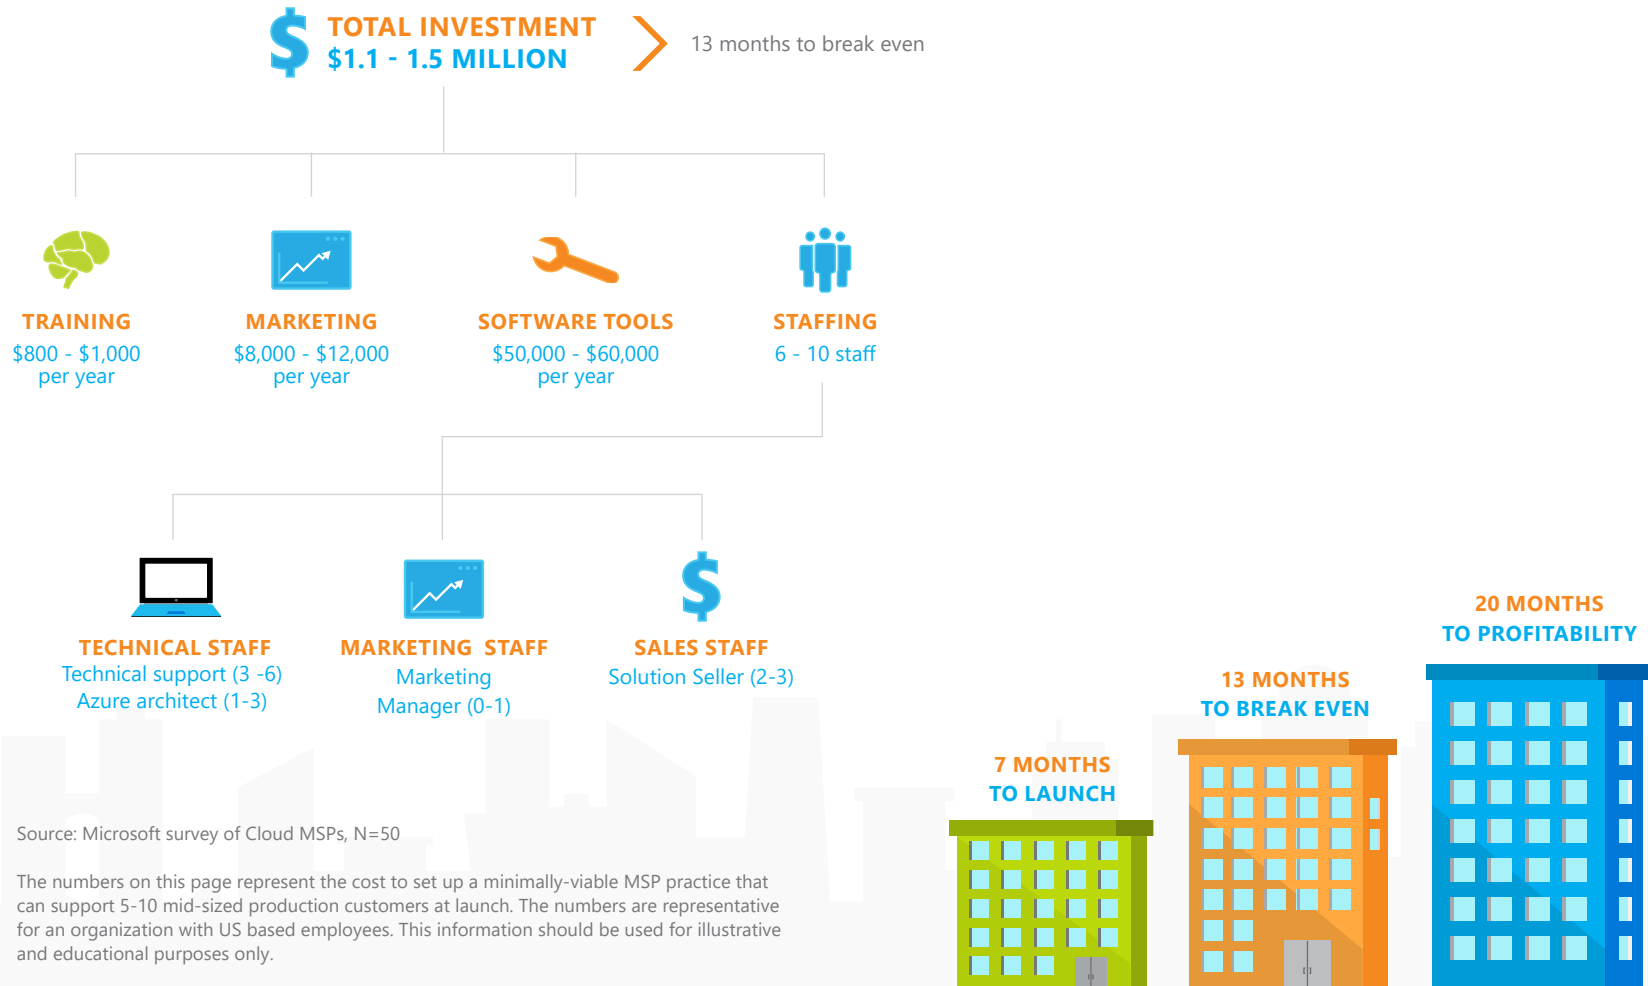 TOTAL INVESTMENT
$1.1 - 1.5 MILLION
13 months to break even
TRAINING
$800 - $1,000
per year
MARKETING
$8,000 - $12,000
per year
SOFTWARE TOOLS
$50,000 - $60,000
per year
STAFFING
6 - 10 staff
TECHNICAL STAFF
Technical support (3 -6)
Azure architect (1-3)
MARKETING  STAFF
Marketing
Manager (0-1)
SALES STAFF
Solution Seller (2-3)
7 MONTHS
TO LAUNCH
13 MONTHS
TO BREAK EVEN
20 MONTHS
TO PROFITABILITY
Source: Microsoft survey of Cloud MSPs, N=50
The numbers on this page represent the cost to set up a minimally-viable MSP practice that
can support 5-10 mid-sized production customers at launch. The numbers are representative
for an organization with US based employees. This information should be used for illustrative
and educational purposes only.